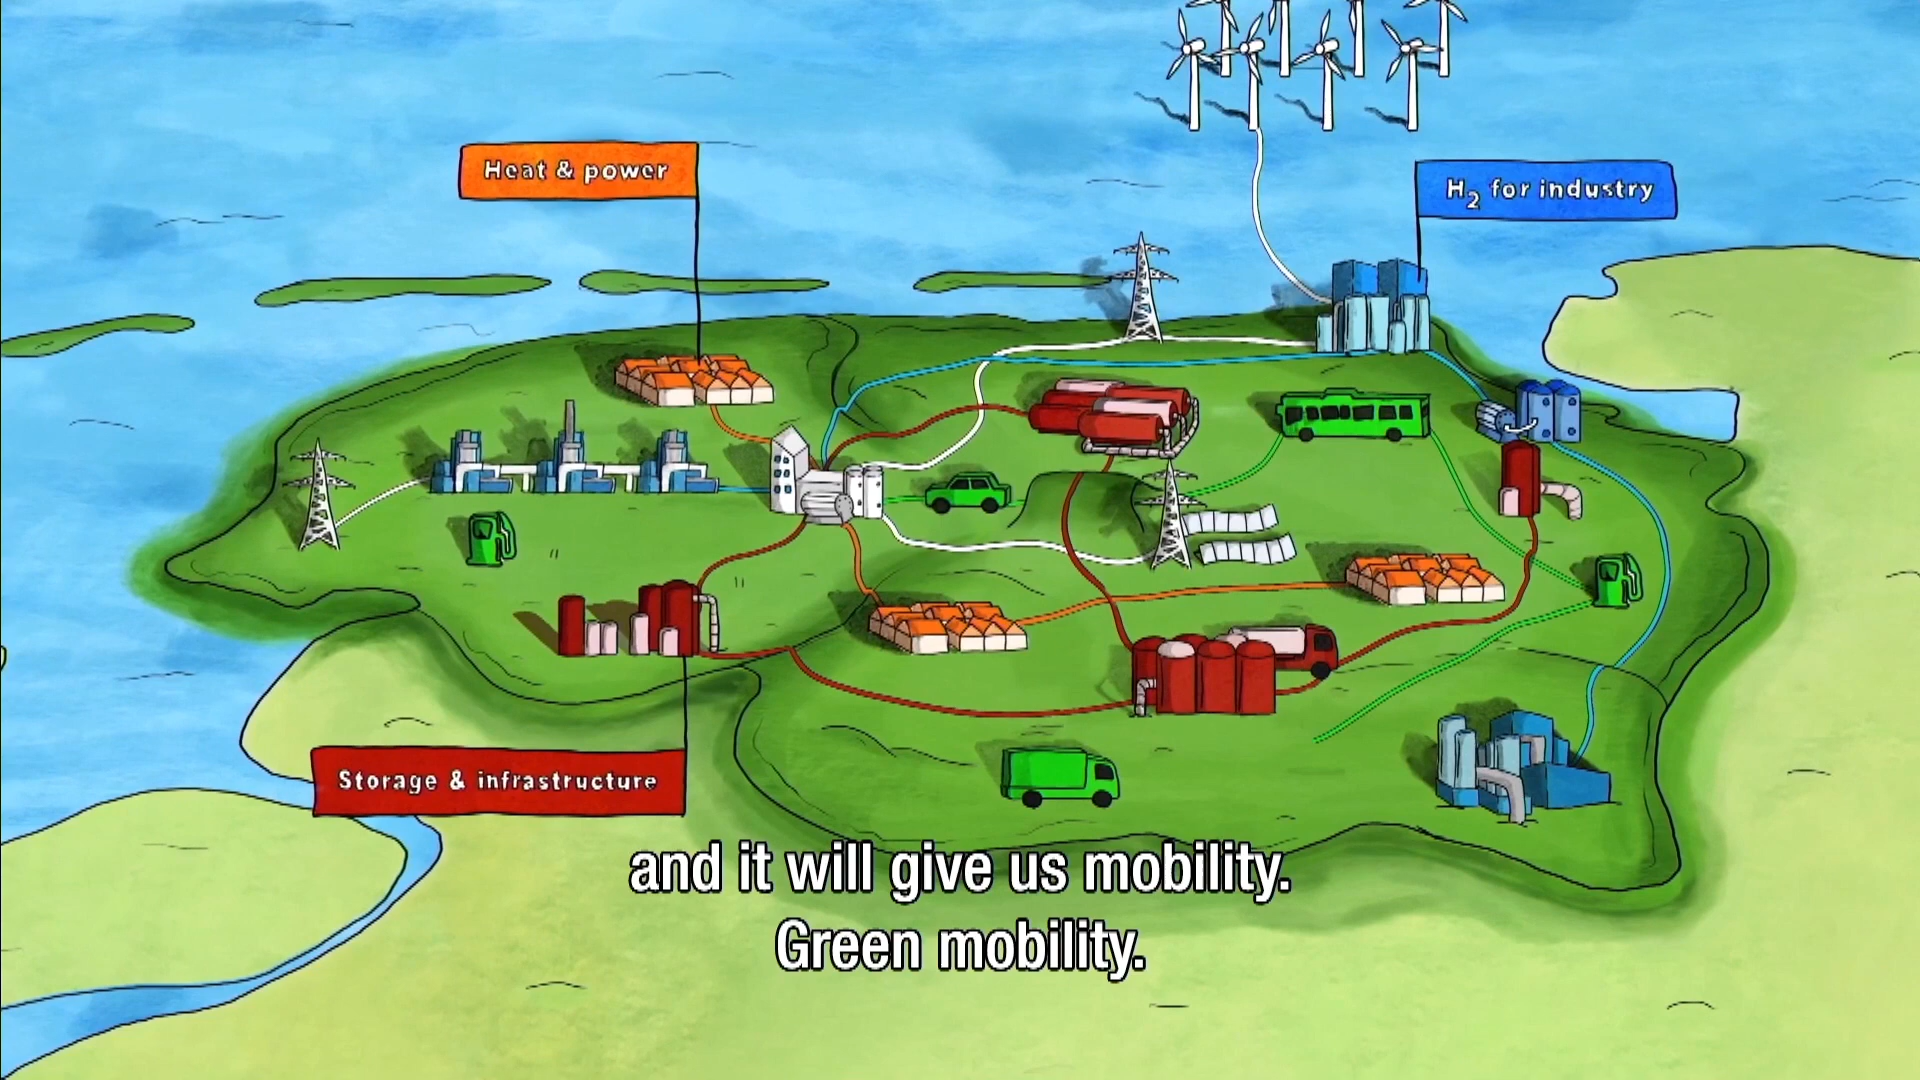 Heat & power
H₂ for industry
Storage & infrastructure
and it will give us mobility.
Green mobility.